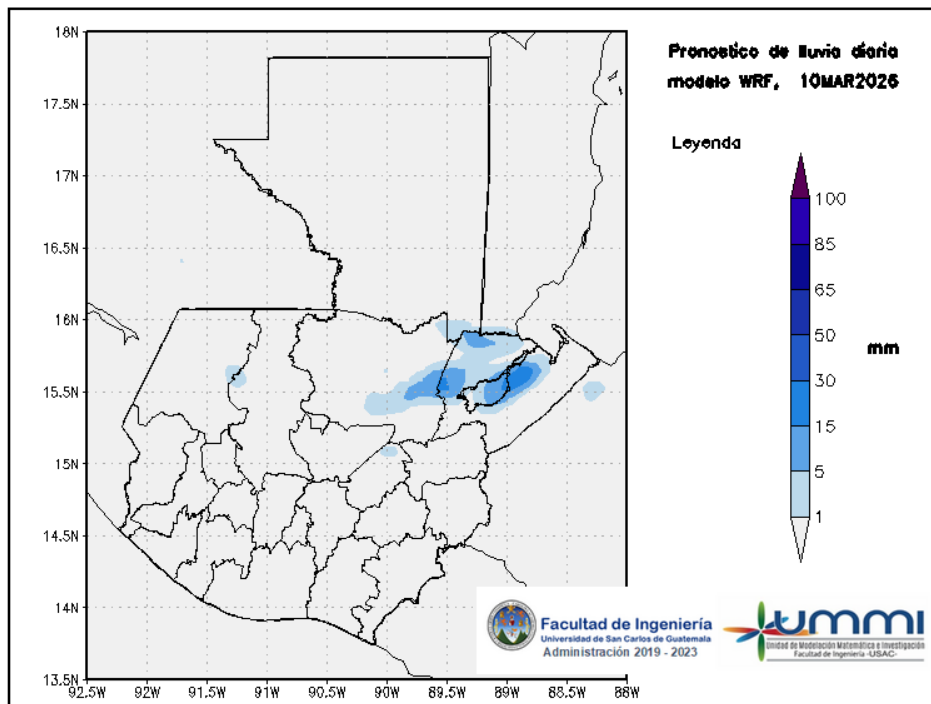 18N
17.5N
17N
16.5N
16N
15.5N
15N
14.5N
14N
13.5N
92.5W
92W
91.5W
91W
90.5W
90W
89.5W
89W
88.5W
88W
Pronostico de lluvia diaria
modelo WRF, 10MAR2026
Leyenda
100
85
65
50
30
15
5
1
mm
Facultad de Ingeniería
Universidad de San Carlos de Guatemala
Administración 2019 - 2023
ummi
Unidad de Modelación Matemática e Investigación
Facultad de Ingeniería -USAC-